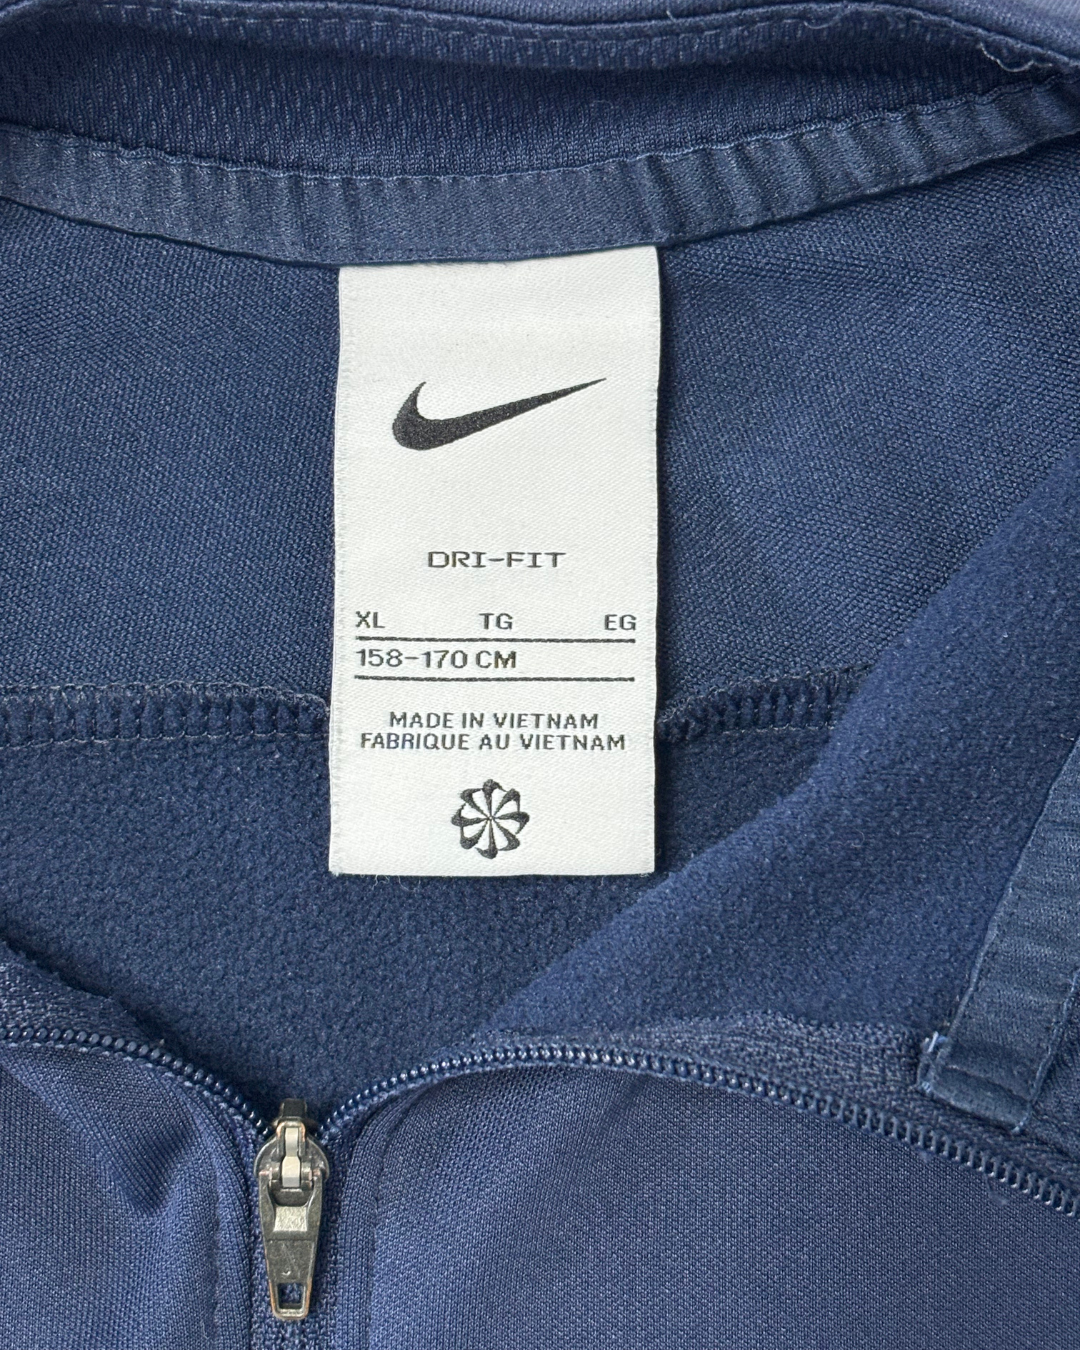 DRI-FIT
XL TG EG
158-170 CM
MADE IN VIETNAM
FABRIQUE AU VIETNAM